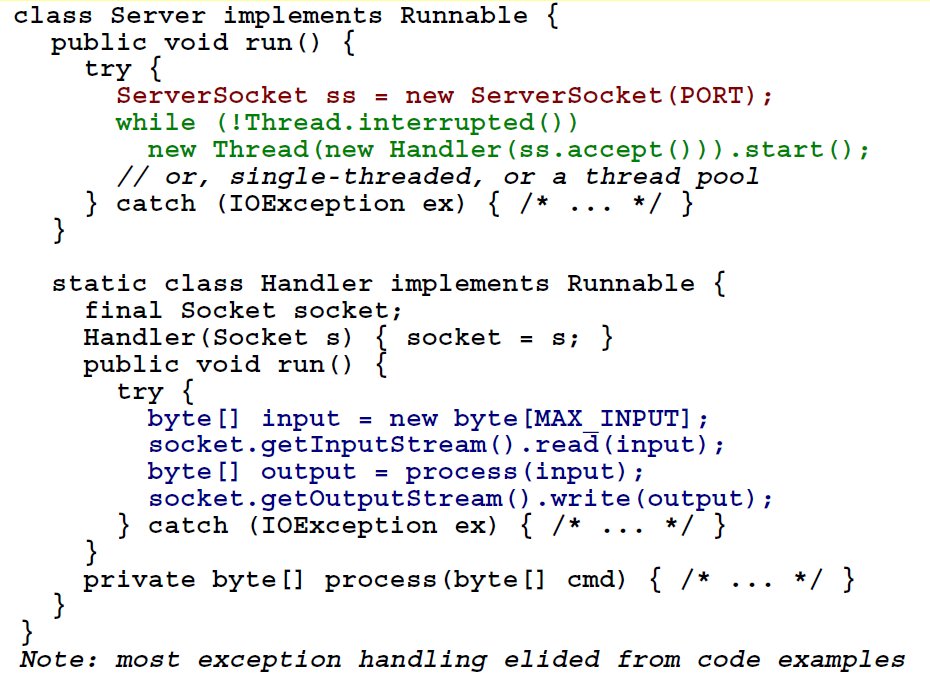 class Server implements Runnable {
public void run() {
try {
ServerSocket ss = new ServerSocket(PORT);
while (!Thread.interrupted())
new Thread(new Handler(ss.accept())).start();
// or, single-threaded, or a thread pool
} catch (IOException ex) { /* ... */ }
}
static class Handler implements Runnable {
final Socket socket;
Handler(Socket s) { socket = s; }
public void run() {
try {
byte[] input = new byte[MAX_INPUT];
socket.getInputStream().read(input);
byte[] output = process(input);
socket.getOutputStream().write(output);
} catch (IOException ex) { /* ... */ }
}
private byte[] process(byte[] cmd) { /* ... */ }
}
}
Note: most exception handling elided from code examples